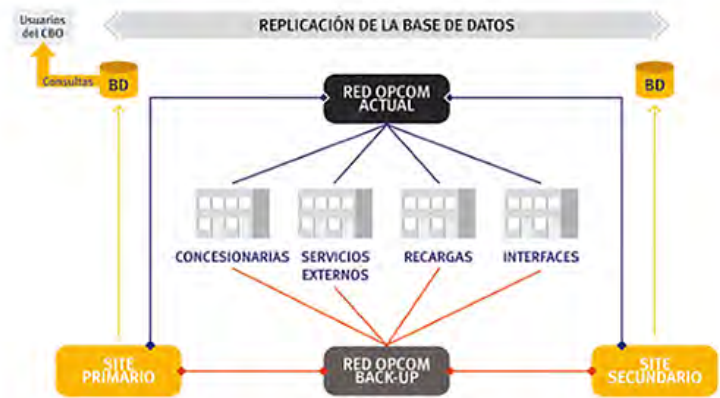 Usuarios
del CBO
REPLICACIÓN DE LA BASE DE DATOS
Consultas
BD
BD
RED OPCOM
ACTUAL
CONCESIONARIAS
SERVICIOS
EXTERNOS
RECARGAS
INTERFACES
SITE
PRIMARIO
RED OPCOM
BACK-UP
SITE
SECUNDÁRIO